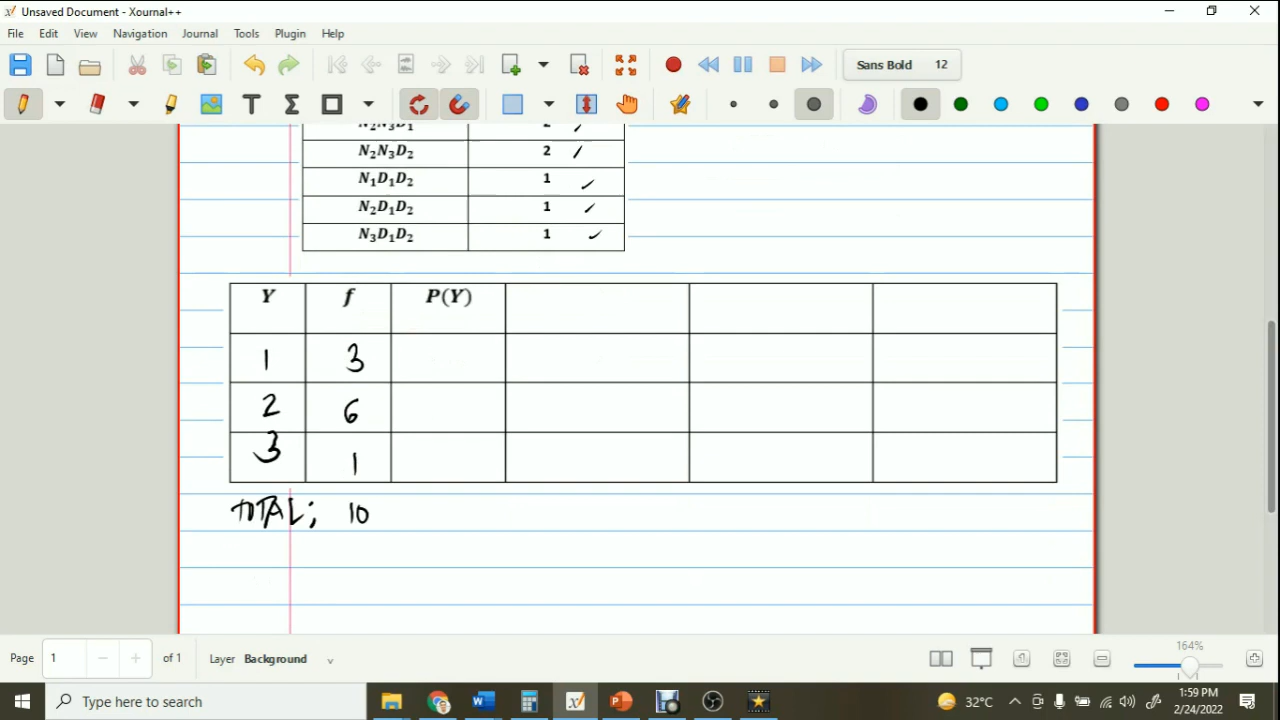 Unsaved Document - Xournal++
File Edit View Navigation Journal Tools Plugin Help
Sans Bold 12
N₂N₃D₁ 2
N₂N₃D₂ 2
N₁D₁D₂ 1
N₂D₁D₂ 1
N₃D₁D₂ 1
Y f P(Y)
1 3
2 6
3 1
TOTAL; 10
Page 1 of 1 Layer Background 164%
Type here to search
32°C
1:59 PM
2/24/2022